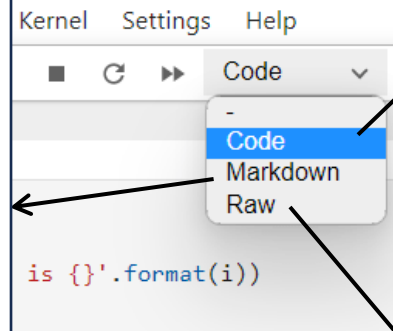 Kernel Settings Help
Code
-
Code
Markdown
Raw
is {}'.format(i))